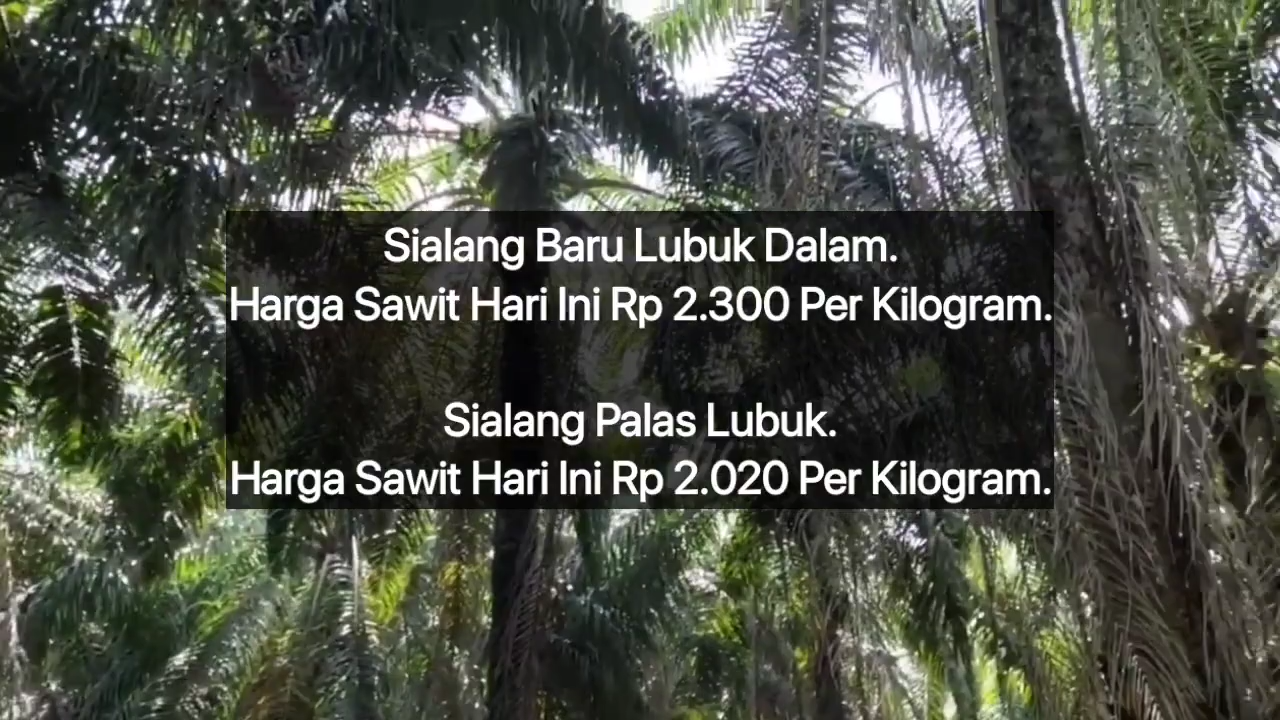 Sialang Baru Lubuk Dalam.
Harga Sawit Hari Ini Rp 2.300 Per Kilogram.
Sialang Palas Lubuk.
Harga Sawit Hari Ini Rp 2.020 Per Kilogram.